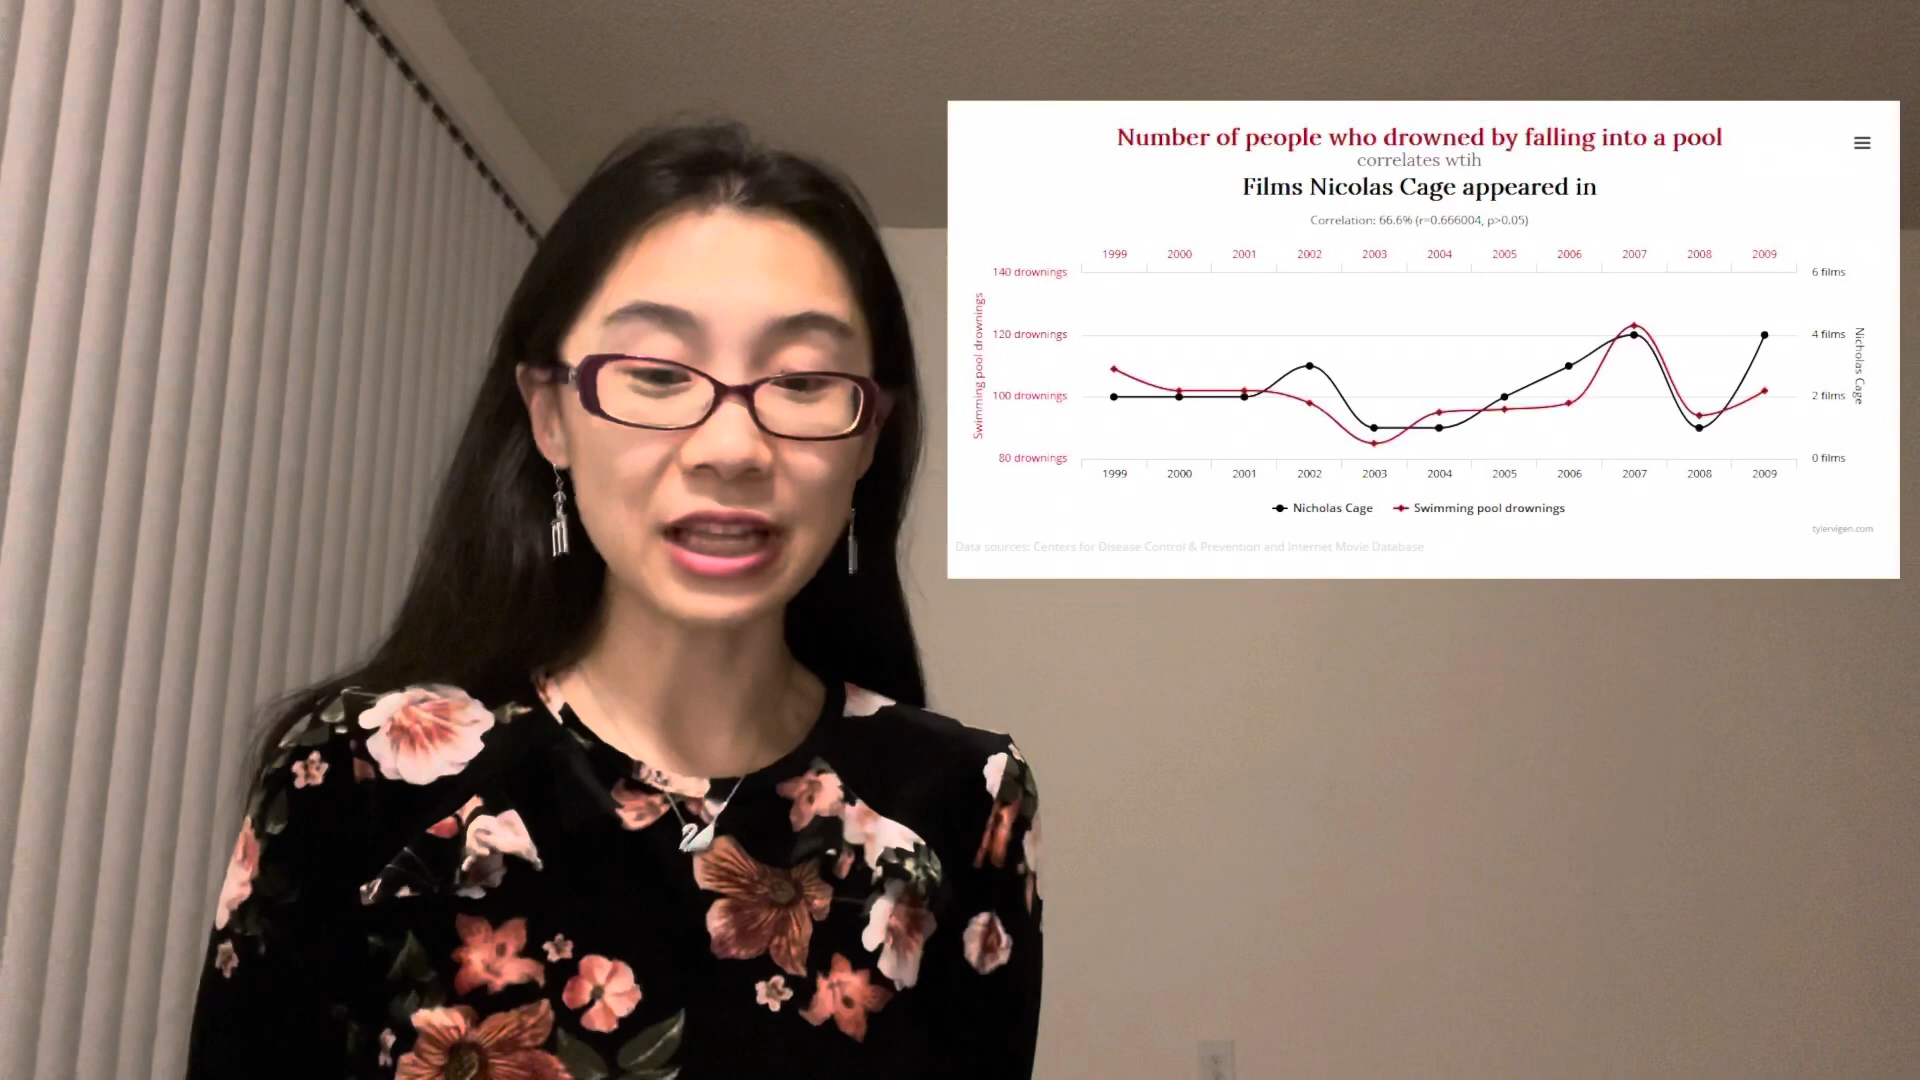 Number of people who drowned by falling into a pool
correlates wtih
Films Nicolas Cage appeared in
Correlation: 66.6% (r=0.666004, p>0.05)
1999 2000 2001 2002 2003 2004 2005 2006 2007 2008 2009
140 drownings 6 films
120 drownings 4 films
100 drownings 2 films
80 drownings 0 films
Swimming pool drownings
Nicholas Cage
1999 2000 2001 2002 2003 2004 2005 2006 2007 2008 2009
Nicholas Cage Swimming pool drownings
tylervigen.com
Data sources: Centers for Disease Control & Prevention and Internet Movie Database